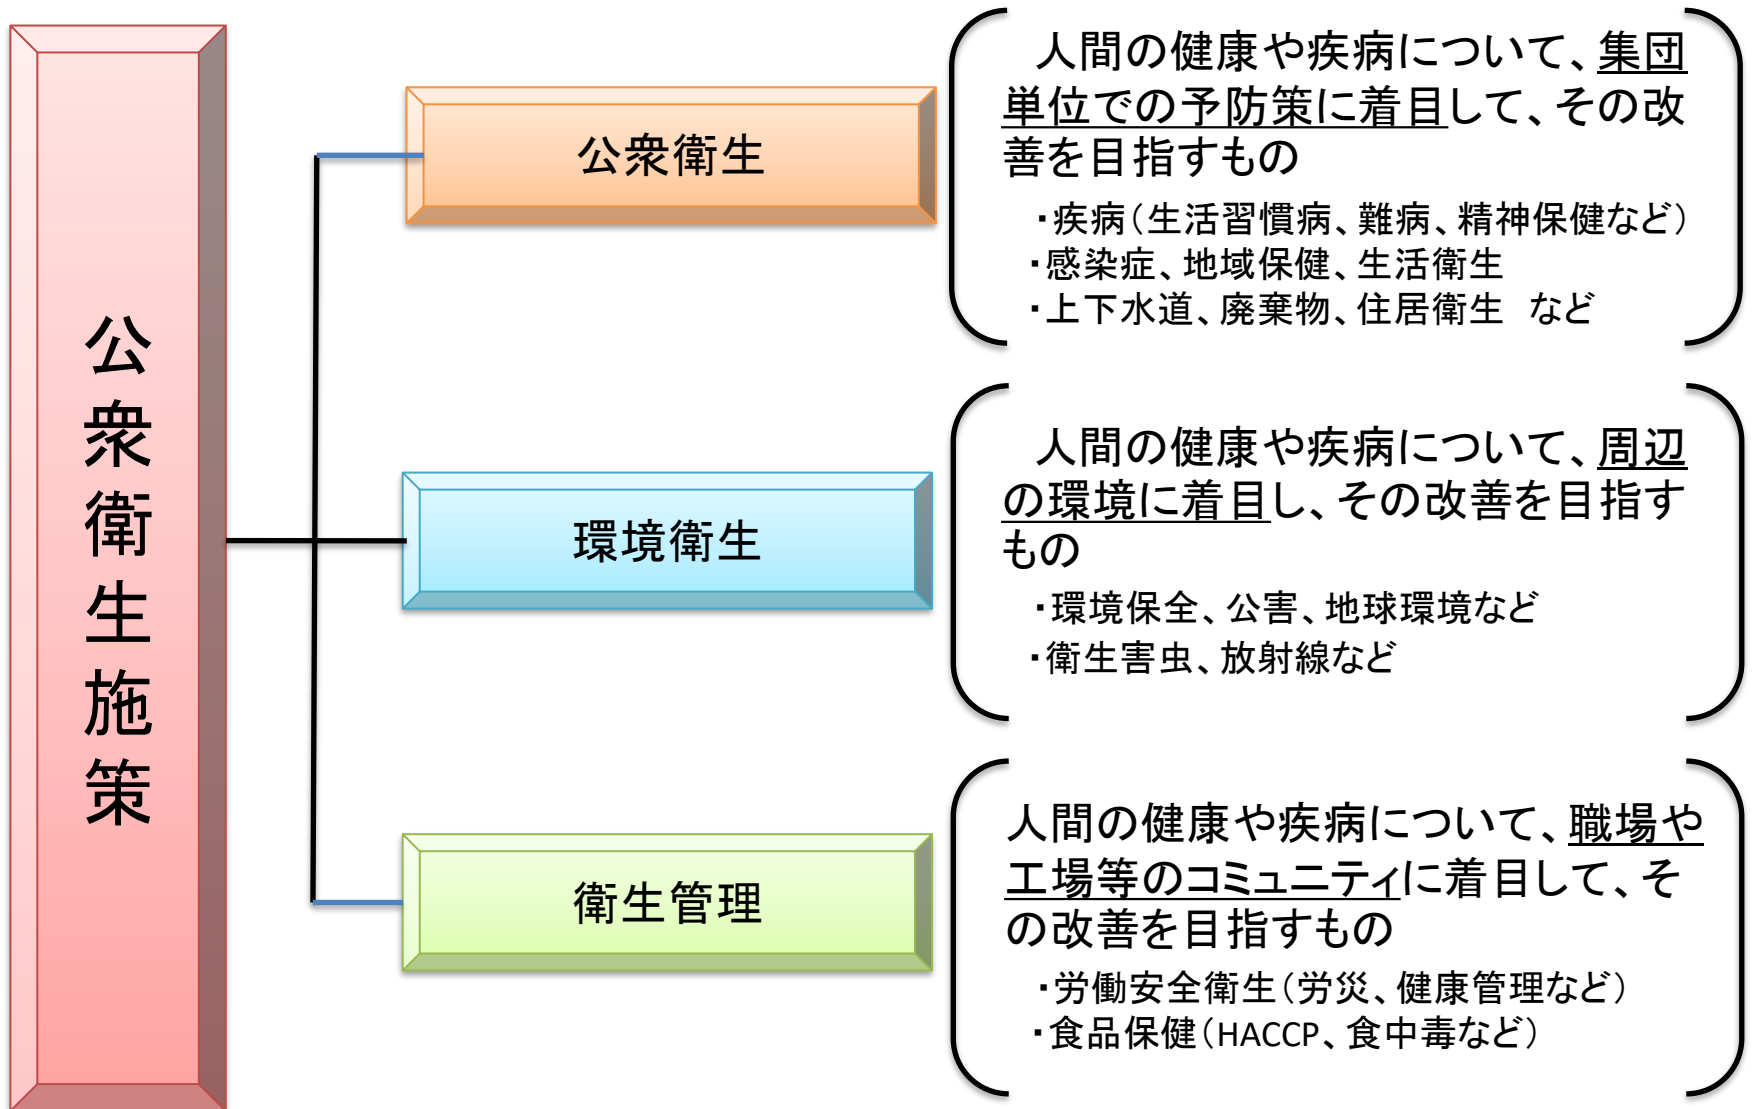 公衆衛生施策
公衆衛生
人間の健康や疾病について、集団
単位での予防策に着目して、その改
善を目指すもの
・疾病(生活習慣病、難病、精神保健など)
・感染症、地域保健、生活衛生
・上下水道、廃棄物、住居衛生　など
環境衛生
人間の健康や疾病について、周辺
の環境に着目し、その改善を目指す
もの
・環境保全、公害、地球環境など
・衛生害虫、放射線など
衛生管理
人間の健康や疾病について、職場や
工場等のコミュニティに着目して、そ
の改善を目指すもの
・労働安全衛生(労災、健康管理など)
・食品保健(HACCP、食中毒など)